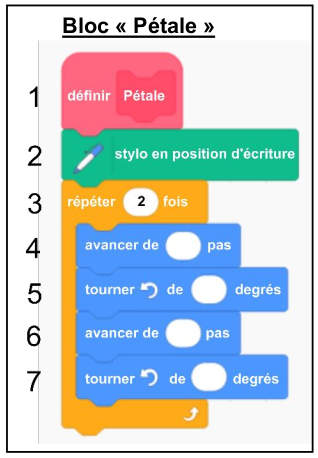 Bloc « Pétale »
1 définir Pétale
2 stylo en position d'écriture
3 répéter 2 fois
4 avancer de pas
5 tourner de degrés
6 avancer de pas
7 tourner de degrés